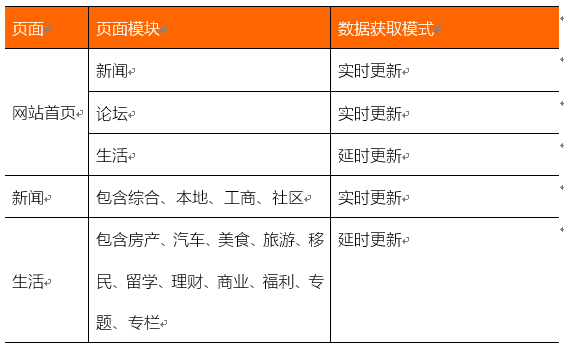 页面 页面模块 数据获取模式
新闻 实时更新
网站首页 论坛 实时更新
生活 延时更新
新闻 包含综合、本地、工商、社区 实时更新
包含房产、汽车、美食、旅游、移 延时更新
生活 民、留学、理财、商业、福利、专
题、专栏